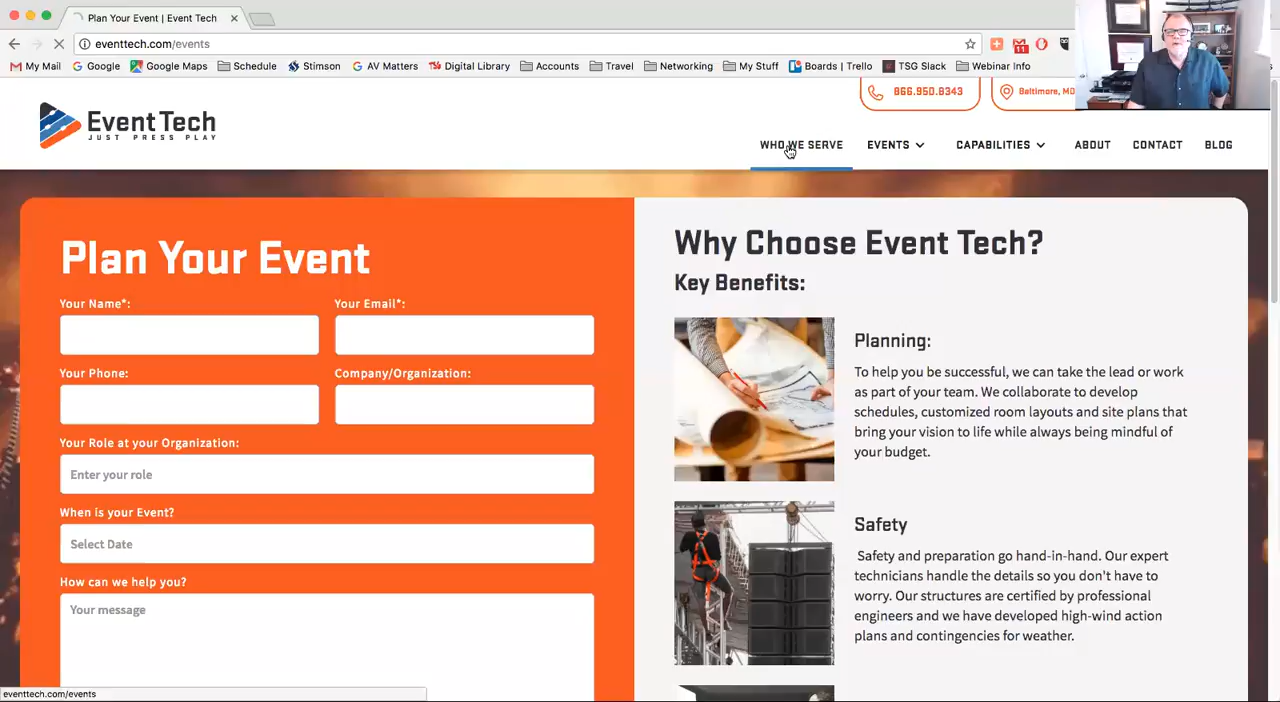 Plan Your Event | Event Tech
eventtech.com/events
11
My Mail
Google
Google Maps
Schedule
Stimson
AV Matters
Digital Library
Accounts
Travel
Networking
My Stuff
Boards | Trello
TSG Slack
Webinar Info
866.950.8343
Baltimore, MD
Event Tech
JUST PRESS PLAY
WHO WE SERVE
EVENTS
CAPABILITIES
ABOUT
CONTACT
BLOG
Plan Your Event
Your Name*:
Your Email*:
Your Phone:
Company/Organization:
Your Role at your Organization:
Enter your role
When is your Event?
Select Date
How can we help you?
Your message
Why Choose Event Tech?
Key Benefits:
Planning:
To help you be successful, we can take the lead or work
as part of your team. We collaborate to develop
schedules, customized room layouts and site plans that
bring your vision to life while always being mindful of
your budget.
Safety
Safety and preparation go hand-in-hand. Our expert
technicians handle the details so you don't have to
worry. Our structures are certified by professional
engineers and we have developed high-wind action
plans and contingencies for weather.
eventtech.com/events